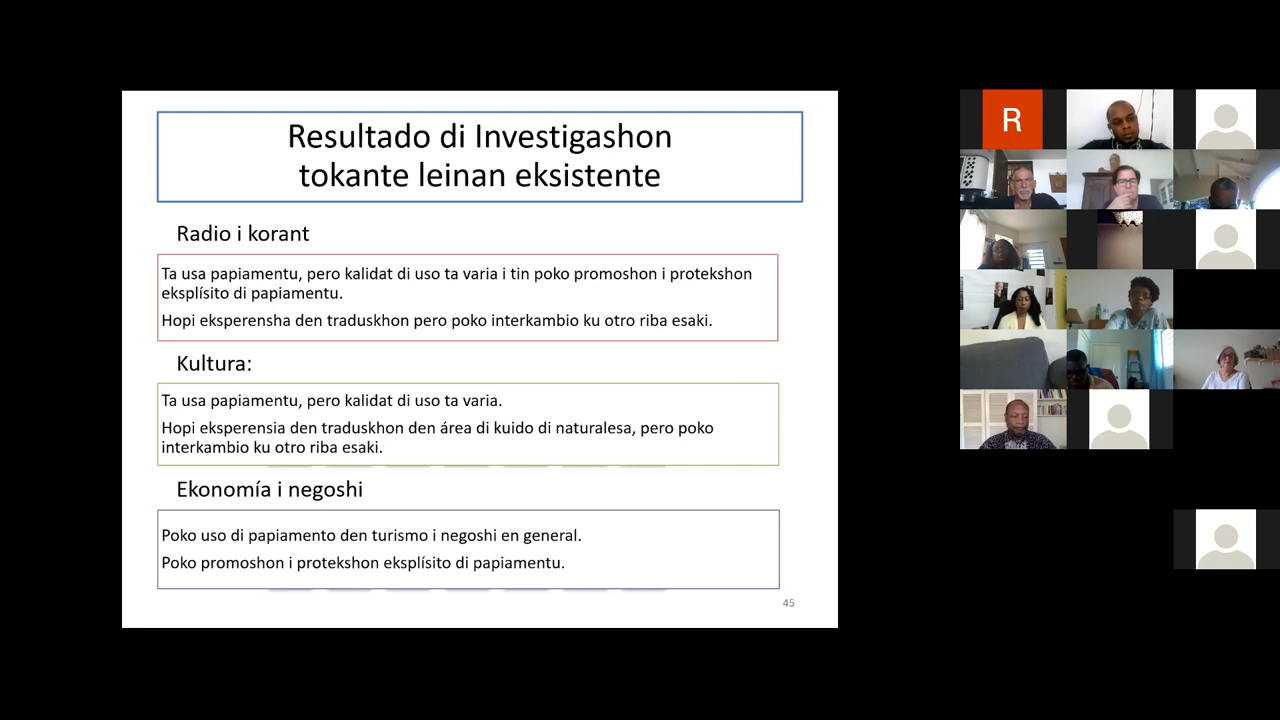 Resultado di Investigashon
tokante leinan eksistente
Radio i korant
Ta usa papiamentu, pero kalidat di uso ta varia i tin poko promoshon i protekshon
eksplísito di papiamentu.
Hopi eksperensha den traduskhon pero poko interkambio ku otro riba esaki.
Kultura:
Ta usa papiamentu, pero kalidat di uso ta varia.
Hopi eksperensia den traduskhon den área di kuido di naturalesa, pero poko
interkambio ku otro riba esaki.
Ekonomía i negoshi
Poko uso di papiamento den turismo i negoshi en general.
Poko promoshon i protekshon eksplísito di papiamentu.
45
R